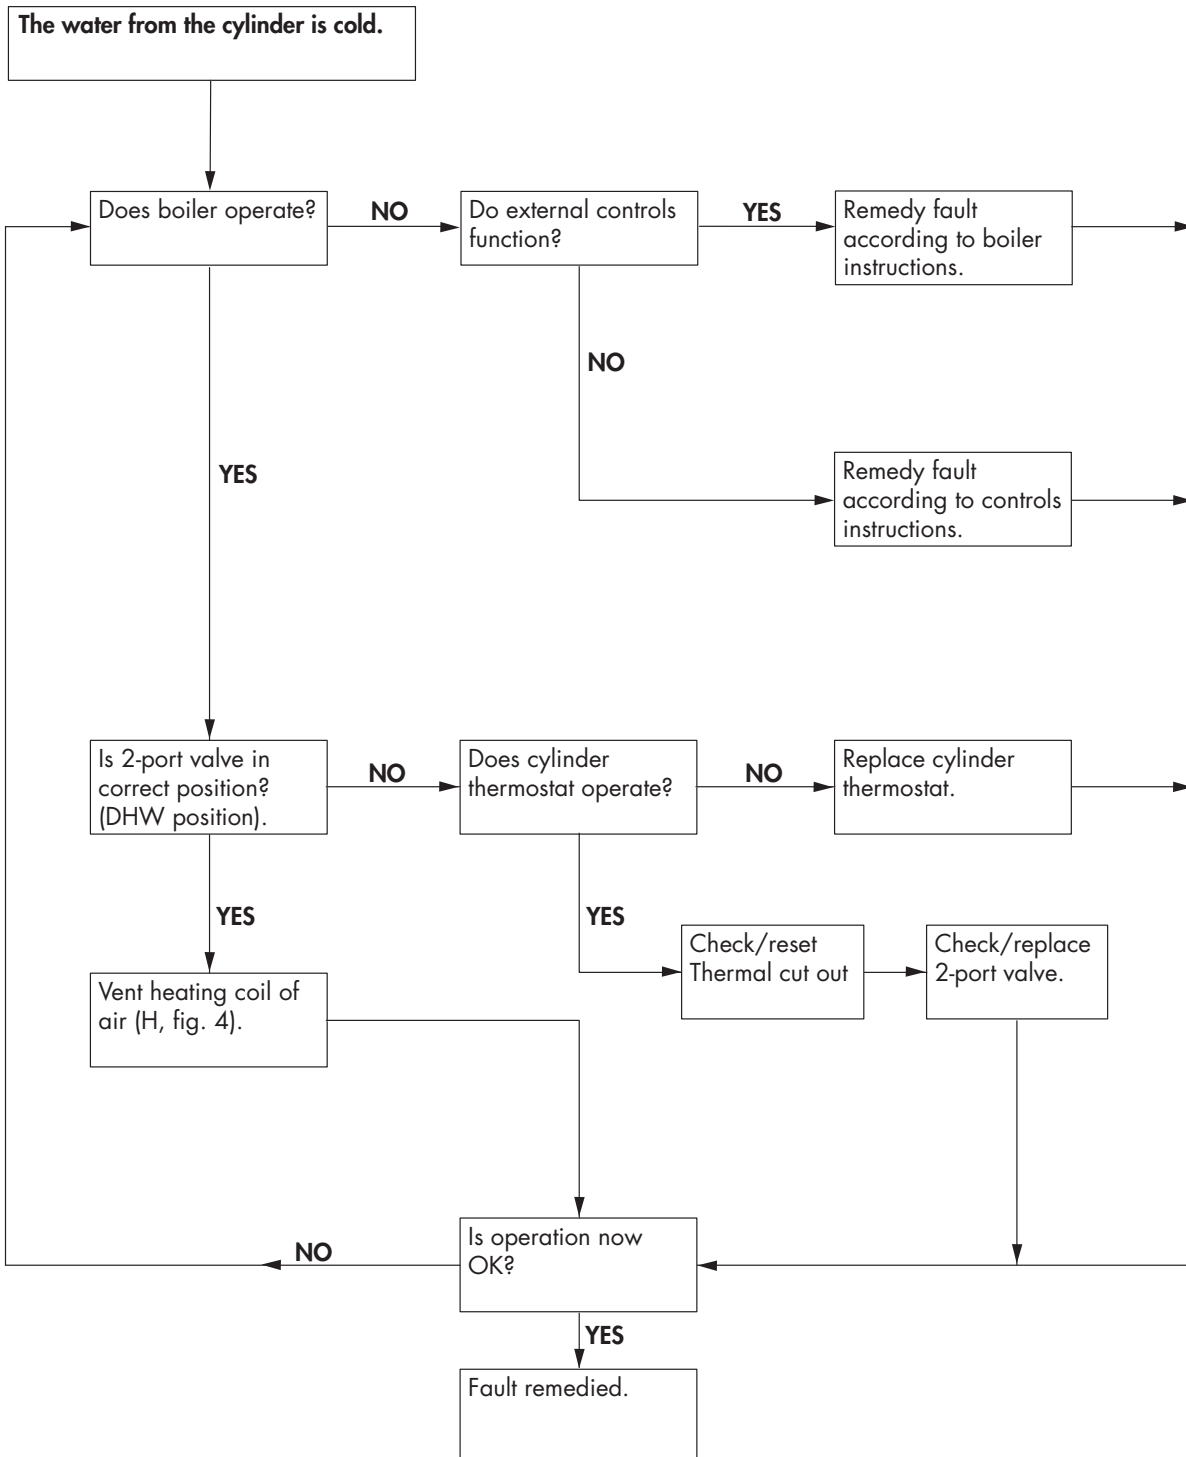 The water from the cylinder is cold.
Does boiler operate?
NO
Do external controls
function?
YES
Remedy fault
according to boiler
instructions.
NO
YES
Remedy fault
according to controls
instructions.
Is 2-port valve in
correct position?
(DHW position).
NO
Does cylinder
thermostat operate?
NO
Replace cylinder
thermostat.
YES
YES
Check/reset
Thermal cut out
Check/replace
2-port valve.
Vent heating coil of
air (H, fig. 4).
Is operation now
OK?
NO
YES
Fault remedied.